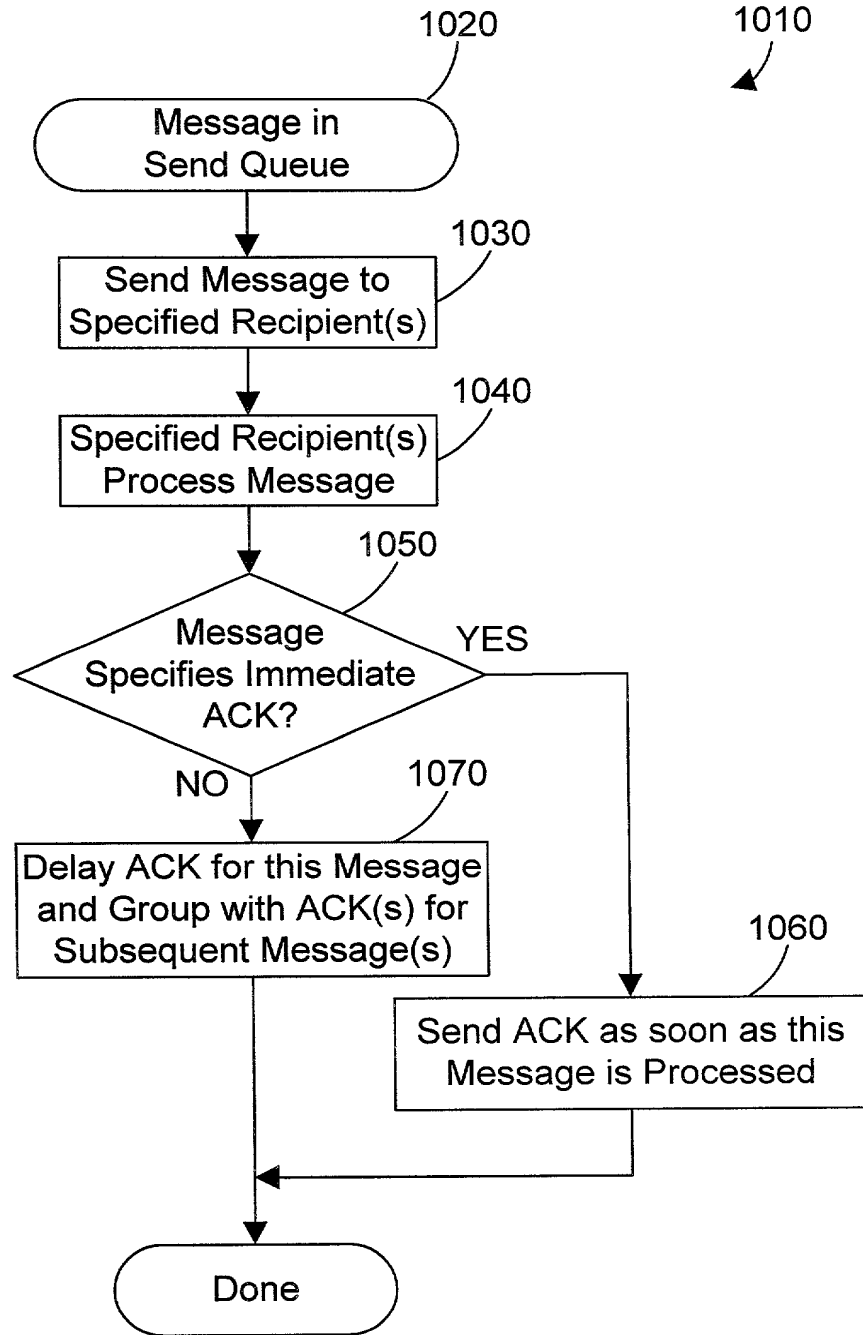 1020
1010
Message in
Send Queue
1030
Send Message to
Specified Recipient(s)
1040
Specified Recipient(s)
Process Message
1050
Message
Specifies Immediate
ACK?
YES
NO
1070
Delay ACK for this Message
and Group with ACK(s) for
Subsequent Message(s)
1060
Send ACK as soon as this
Message is Processed
Done